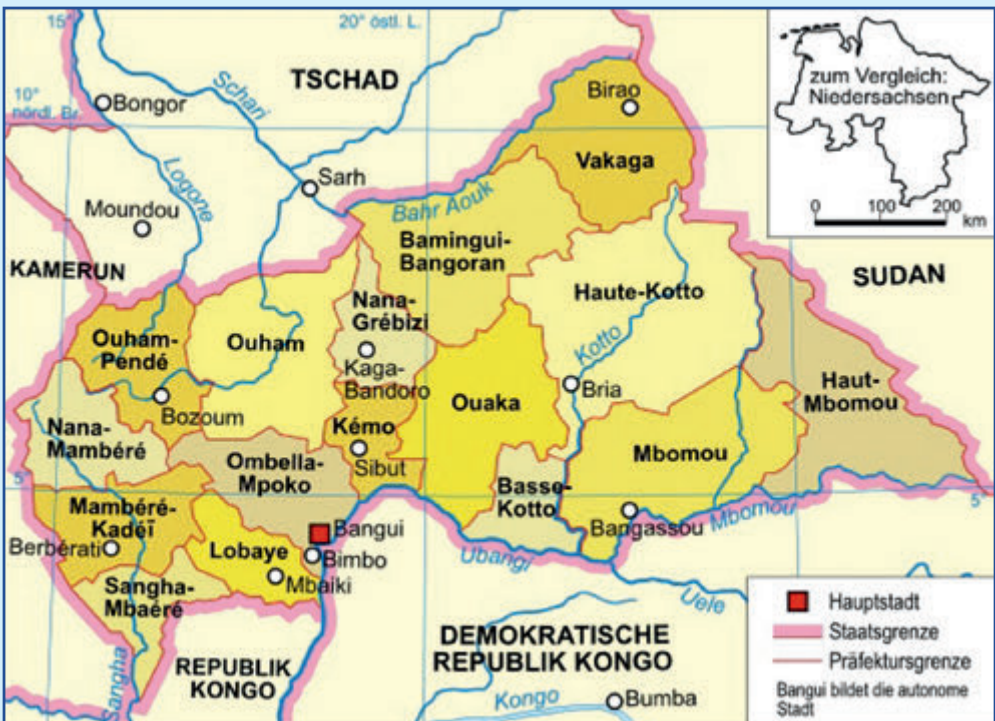 15°
20° östl. L.
TSCHAD
Schari
Birao
zum Vergleich:
Niedersachsen
10°
nördl. Br.
Bongor
Vakaga
Logone
Sarh
0 100 200
km
Moundou
Bahr Aouk
Bamingui-
Bangoran
KAMERUN
SUDAN
Haute-Kotto
Nana-
Grébizi
Ouham-
Pendé
Ouham
Kotto
Kaga-
Bandoro
Bria
Haut-
Mbomou
Bozoum
Ouaka
Nana-
Mambéré
Kémo
Sibut
Mbomou
Ombella-
Mpoko
5°
Basse-
Kotto
5°
Mambéré-
Kadéï
Bangassou
Mbomou
Bangui
Berbérati
Lobaye
Bimbo
Ubangi
Mbaiki
Sangha-
Mbaéré
Uele
Hauptstadt
Staatsgrenze
Präfektursgrenze
Bangui bildet die autonome
Stadt
DEMOKRATISCHE
REPUBLIK KONGO
REPUBLIK
KONGO
Sangha
Kongo
Bumba